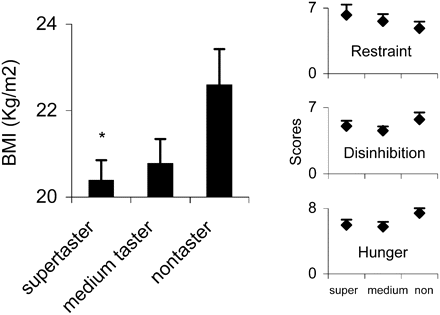 BMI (Kg/m2)
24
22
20
*
supertaster
medium taster
nontaster
Scores
7
0
Restraint
7
0
Disinhibition
8
0
Hunger
super medium non